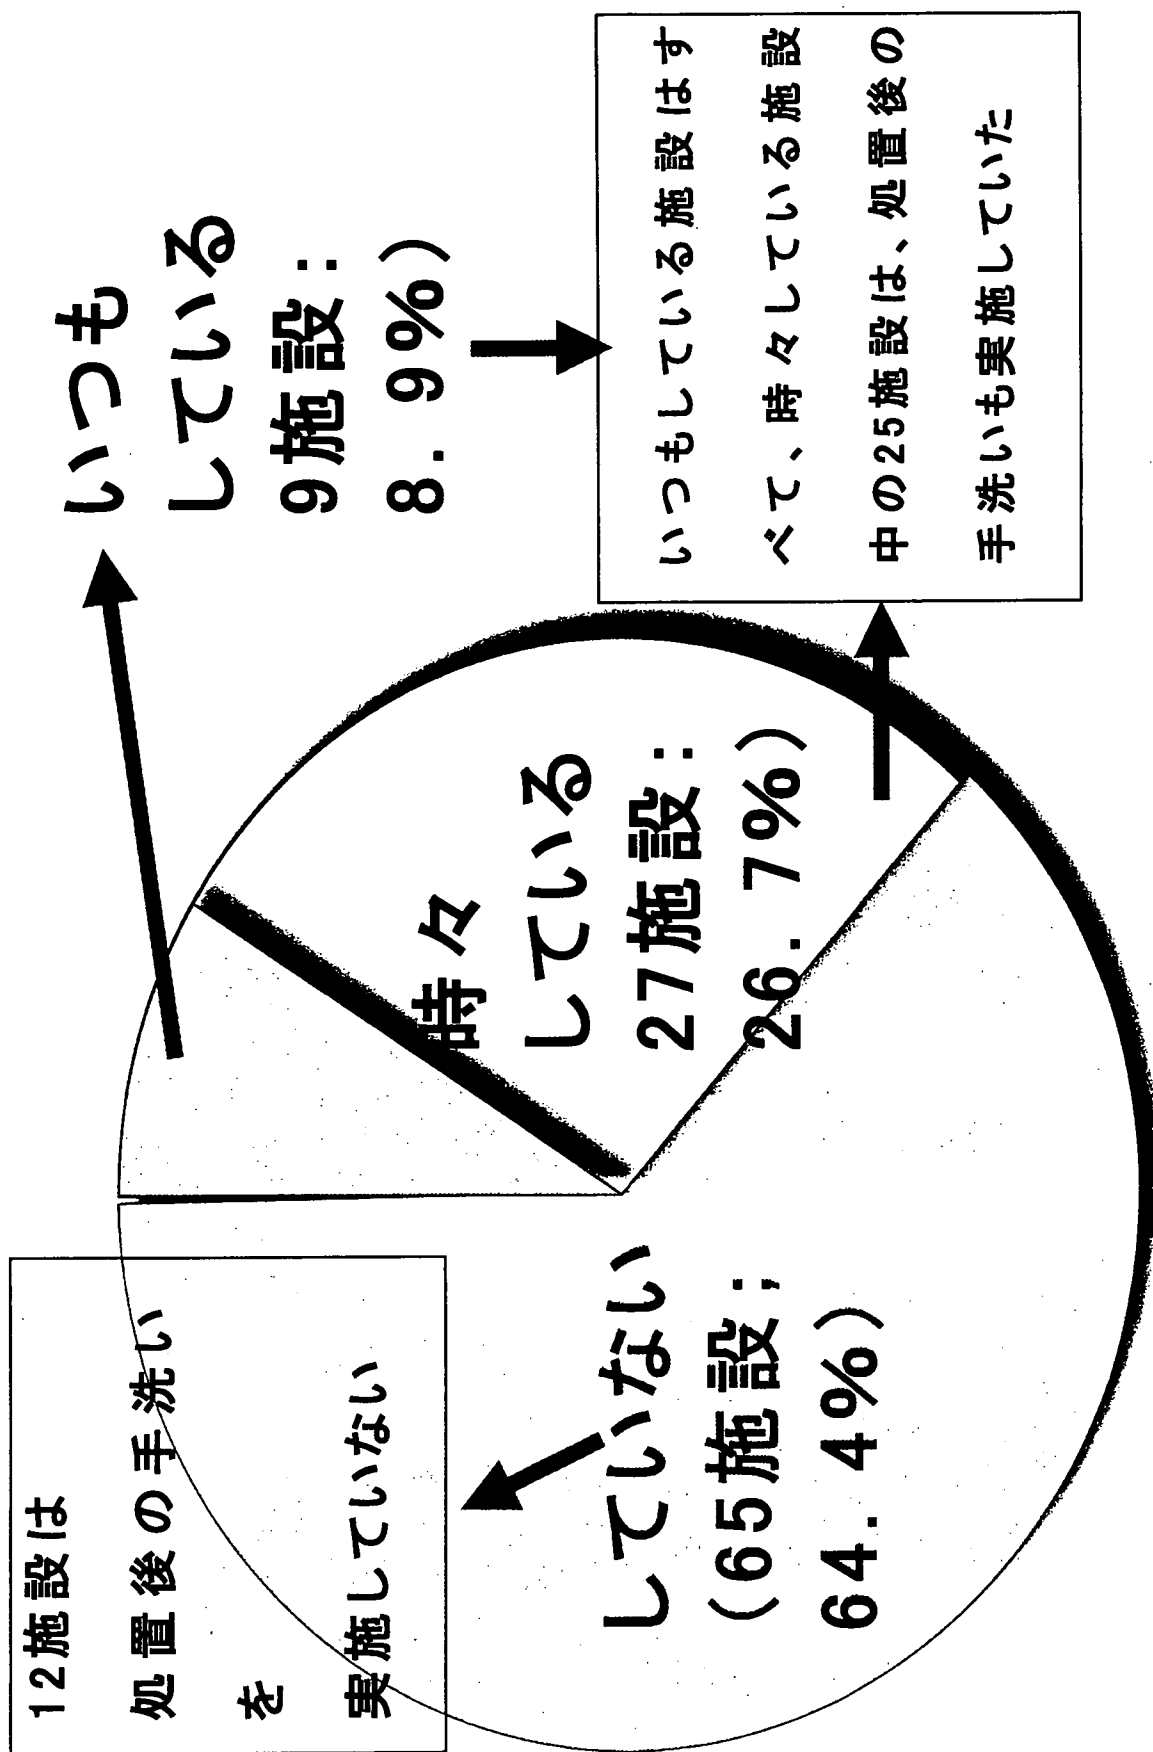 12施設は
処置後の手洗い
を
実施していない
いつも
している
9施設:
8. 9%)
時々
している
27施設:
26. 7%)
していない
(65施設;
64. 4%)
いつもしている施設はす
べて、時々している施設
中の25施設は、処置後の
手洗いも実施していた